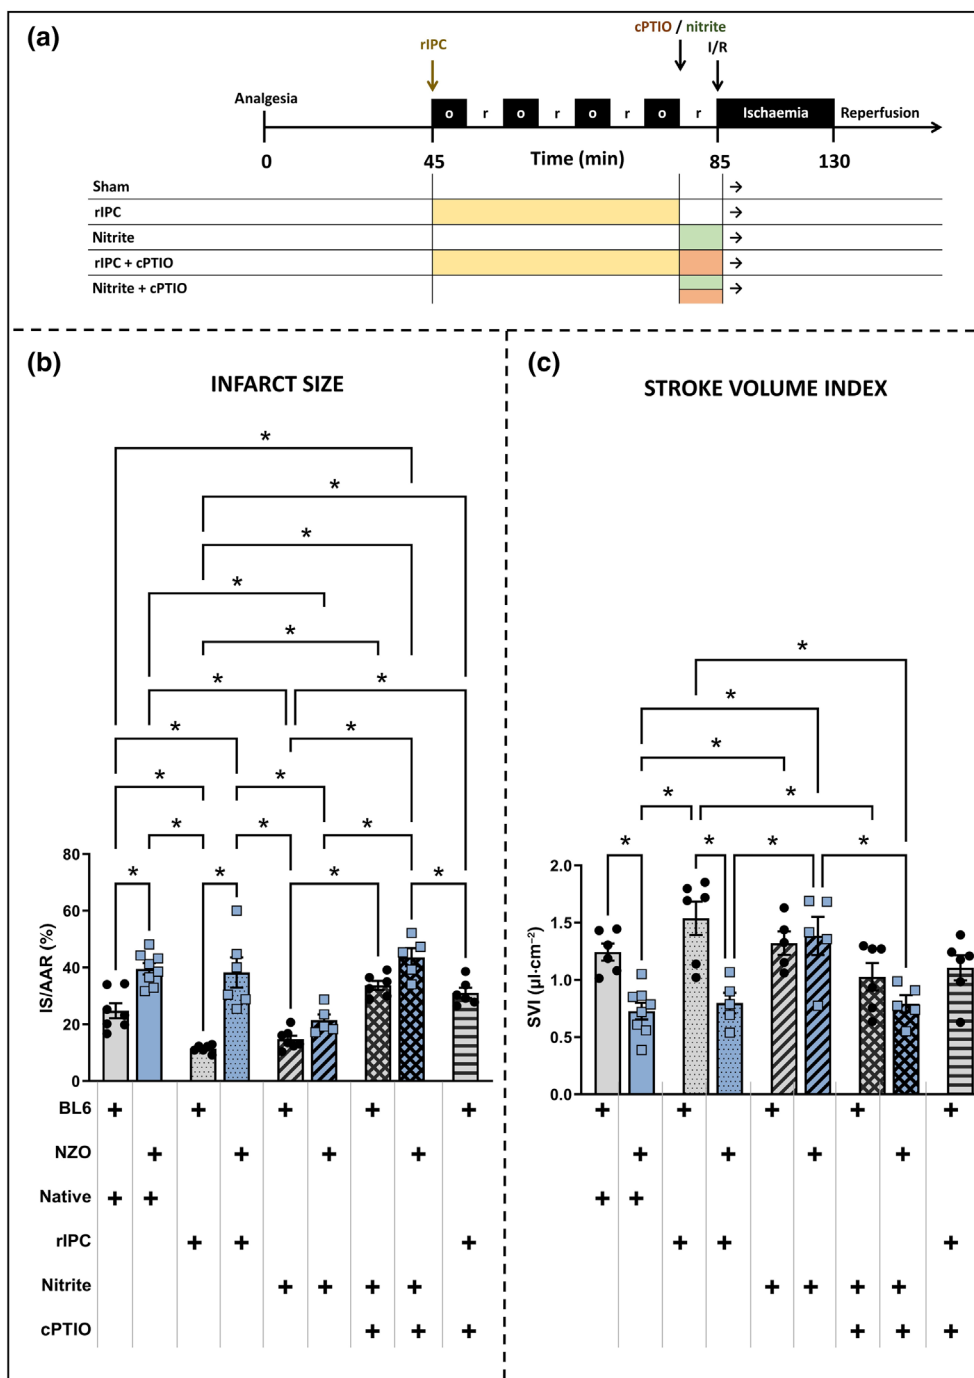 (a)
cPTIO / nitrite
rIPC
I/R
Analgesia
o r o r o r o r Ischaemia Reperfusion
0 45 Time (min) 85 130
Sham →
rIPC →
Nitrite →
rIPC + cPTIO →
Nitrite + cPTIO →
(b)
INFARCT SIZE
*
*
*
*
*
* *
* *
* *
* * *
* * * *
80
60
40
20
0
IS/AAR (%)
BL6 + + + + +
NZO + + + +
Native + +
rIPC + + +
Nitrite + + + +
cPTIO + + +
(c)
STROKE VOLUME INDEX
*
*
*
* *
* * * *
2.0
1.5
1.0
0.5
0.0
SVI (µl·cm⁻²)
+ + + + +
+ + + +
+ +
+ + +
+ + + +
+ + +